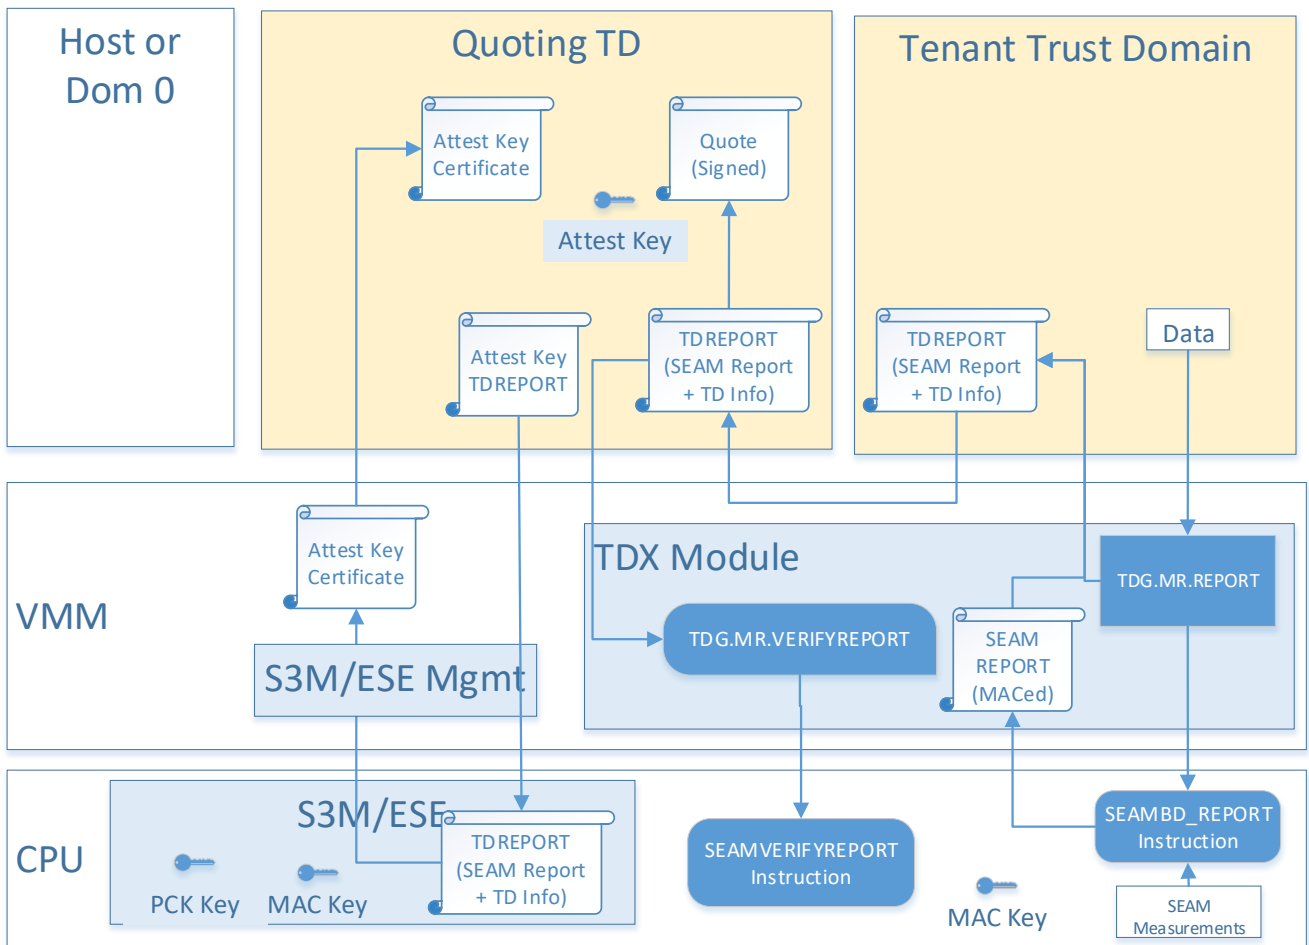 Host or
Dom 0
Quoting TD
Tenant Trust Domain
Attest Key
Certificate
Quote
(Signed)
Attest Key
Attest Key
TDREPORT
TDREPORT
(SEAM Report
+ TD Info)
TDREPORT
(SEAM Report
+ TD Info)
Data
VMM
Attest Key
Certificate
S3M/ESE Mgmt
TDX Module
TDG.MR.VERIFYREPORT
SEAM
REPORT
(MACed)
TDG.MR.REPORT
CPU
S3M/ESE
PCK Key
MAC Key
TDREPORT
(SEAM Report
+ TD Info)
SEAMVERIFYREPORT
Instruction
MAC Key
SEAMBD_REPORT
Instruction
SEAM
Measurements